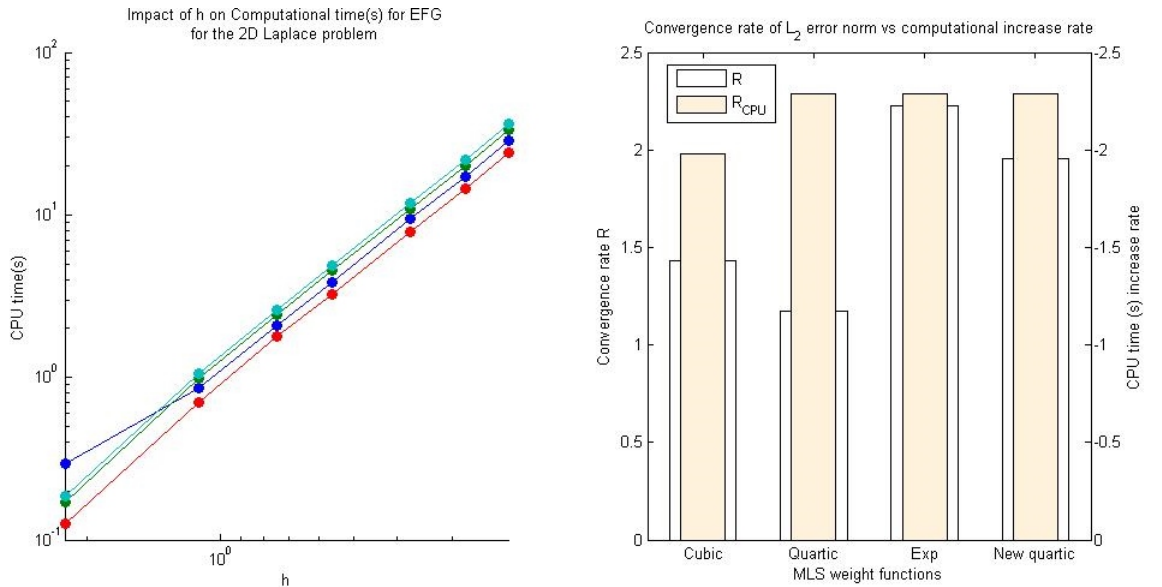 Impact of h on Computational time(s) for EFG
for the 2D Laplace problem
10^2
10^1
10^0
10^-1
CPU time(s)
10^0
h
Convergence rate of L_2 error norm vs computational increase rate
2.5
2
1.5
1
0.5
0
Convergence rate R
R
R_CPU
-2.5
-2
-1.5
-1
-0.5
0
CPU time (s) increase rate
Cubic Quartic Exp New quartic
MLS weight functions